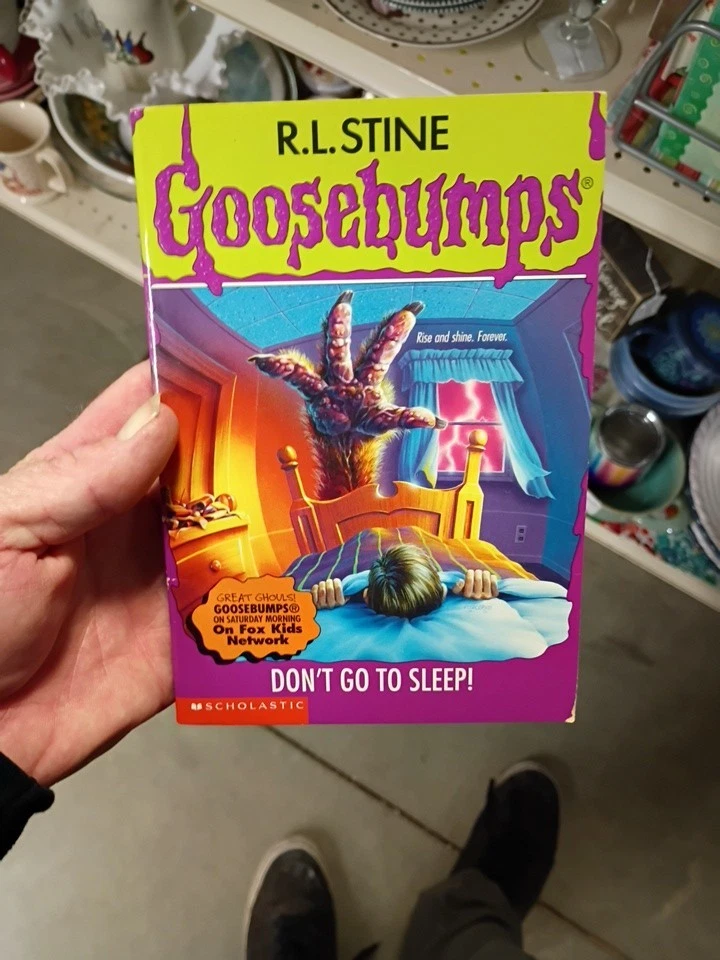 R.L. STINE
Goosebumps®
Rise and shine. Forever.
GREAT GHOULS!
GOOSEBUMPS®
ON SATURDAY MORNING
On Fox Kids
Network
DON'T GO TO SLEEP!
SCHOLASTIC